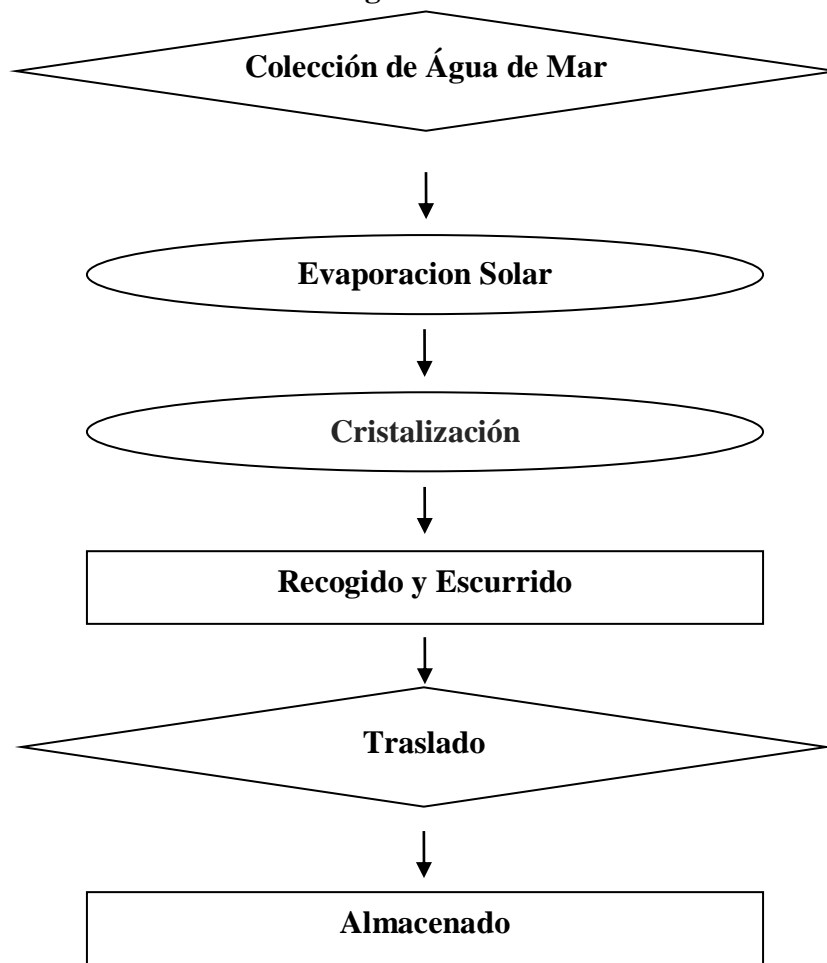 Colección de Água de Mar
Evaporacion Solar
Cristalización
Recogido y Escurrido
Traslado
Almacenado